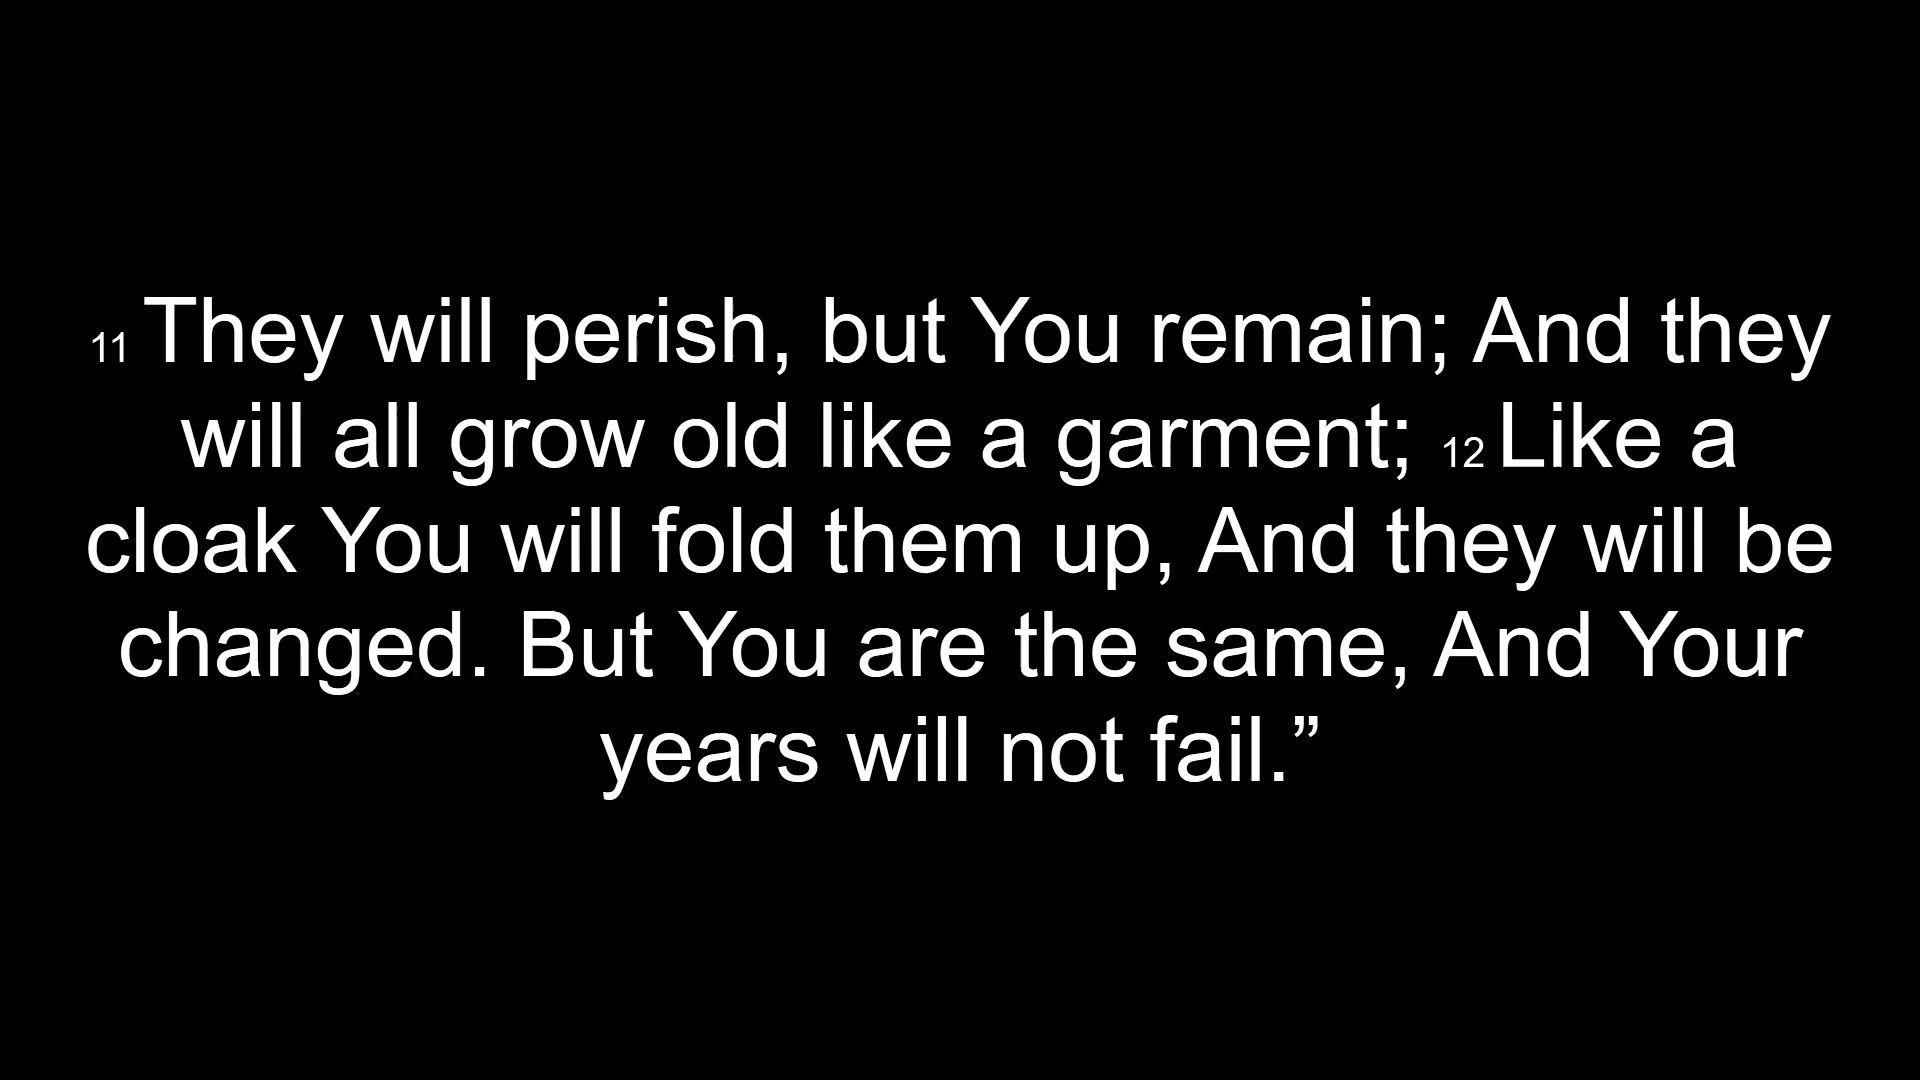 11 They will perish, but You remain; And they
will all grow old like a garment; 12 Like a
cloak You will fold them up, And they will be
changed. But You are the same, And Your
years will not fail.”